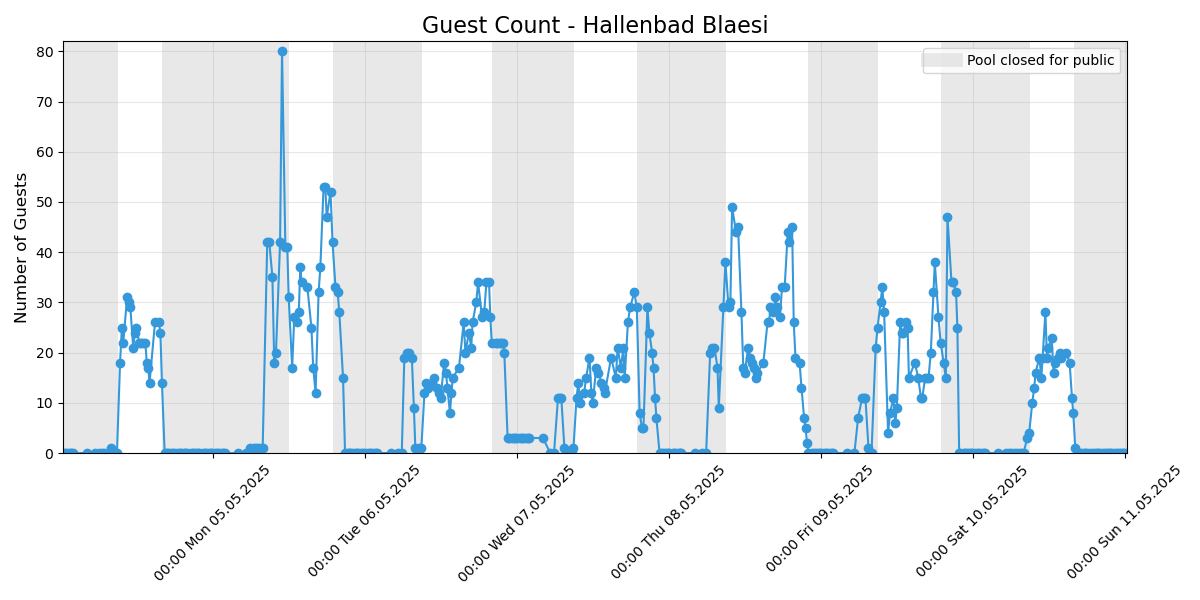 Guest Count - Hallenbad Blaesi
Pool closed for public
Number of Guests
80
70
60
50
40
30
20
10
0
00:00 Mon 05.05.2025
00:00 Tue 06.05.2025
00:00 Wed 07.05.2025
00:00 Thu 08.05.2025
00:00 Fri 09.05.2025
00:00 Sat 10.05.2025
00:00 Sun 11.05.2025